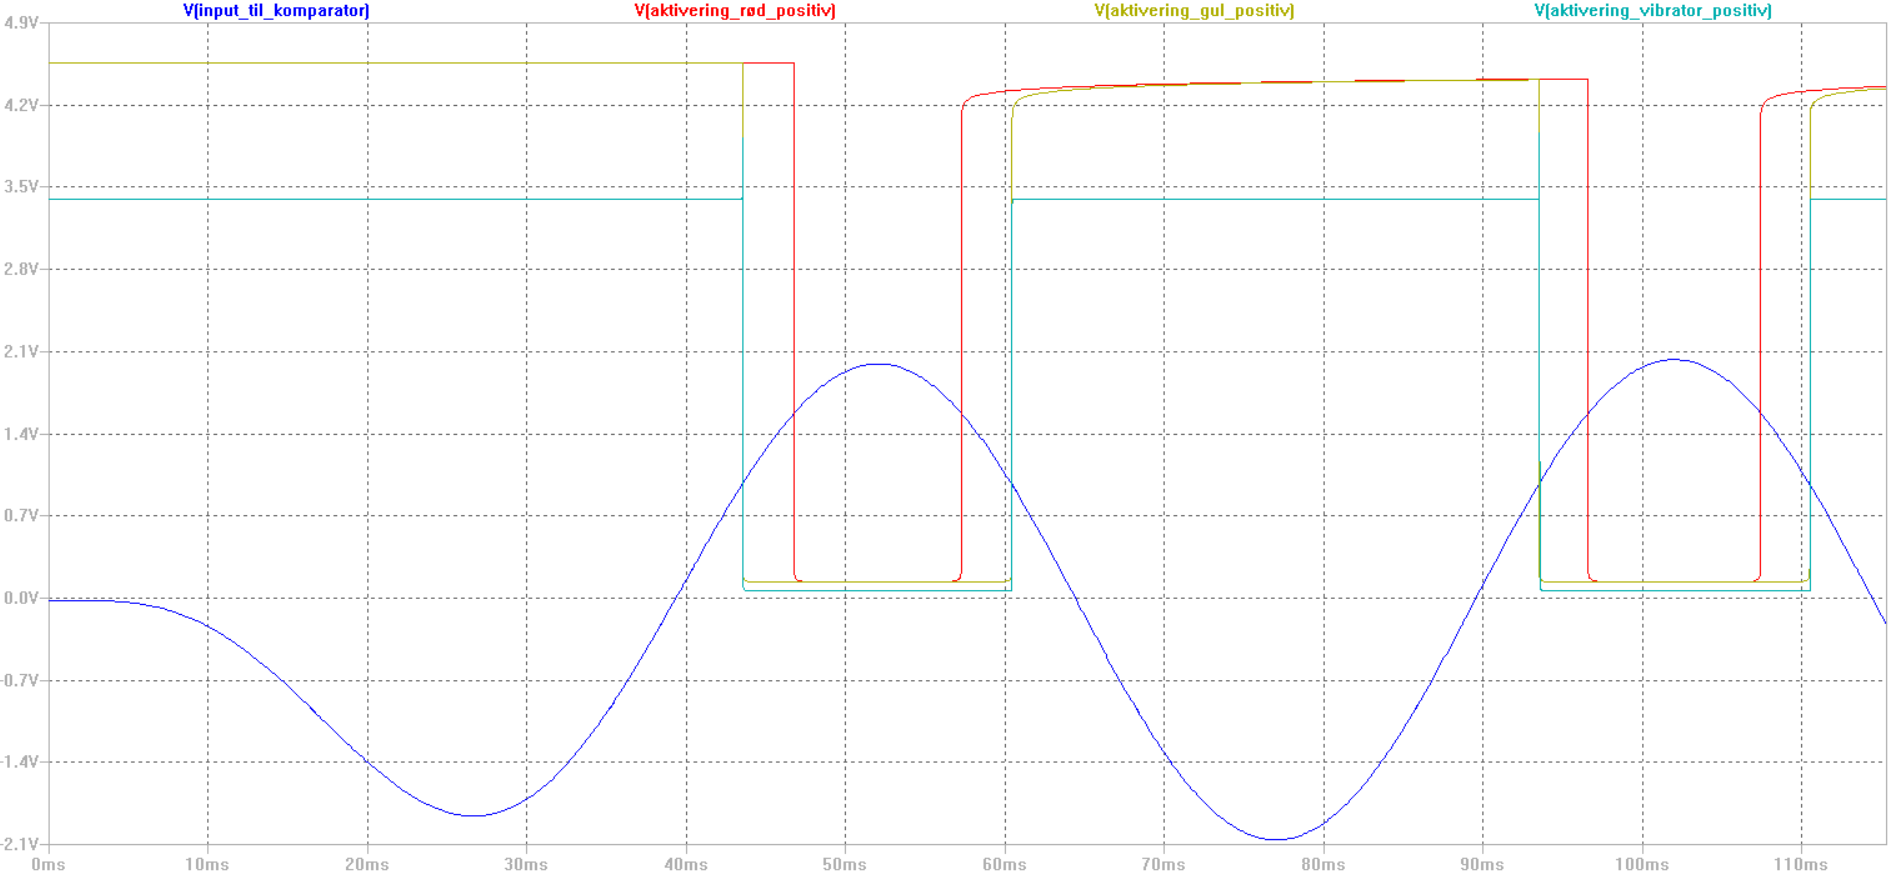 V(input_til_komparator) V(aktivering_rød_positiv) V(aktivering_gul_positiv) V(aktivering_vibrator_positiv)
4.9V
4.2V
3.5V
2.8V
2.1V
1.4V
0.7V
0.0V
-0.7V
-1.4V
-2.1V
0ms 10ms 20ms 30ms 40ms 50ms 60ms 70ms 80ms 90ms 100ms 110ms